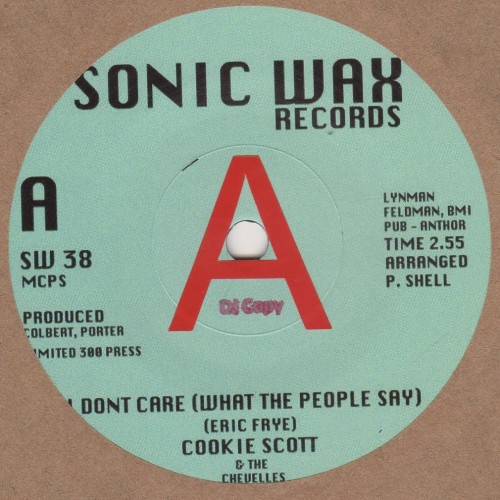 SONIC WAX
RECORDS
A
SW 38
MCPS
PRODUCED
COLBERT, PORTER
LIMITED 300 PRESS
A
DJ Copy
LYNMAN
FELDMAN, BMI
PUB - ANTHOR
TIME 2.55
ARRANGED
P. SHELL
I DONT CARE (WHAT THE PEOPLE SAY)
(ERIC FRYE)
COOKIE SCOTT
& THE
CHEVELLES